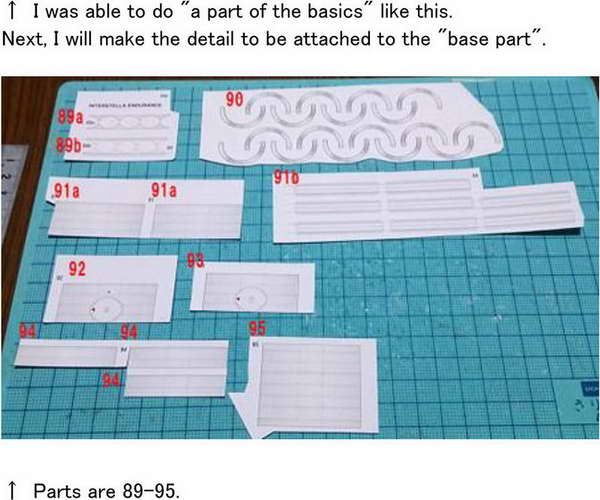 ↑ I was able to do "a part of the basics" like this.
Next, I will make the detail to be attached to the "base part".
INTERSTELLA ENDURANCE
89a
89b
90
91a 91a
91b
92
93
94 94
94
95
↑ Parts are 89-95.